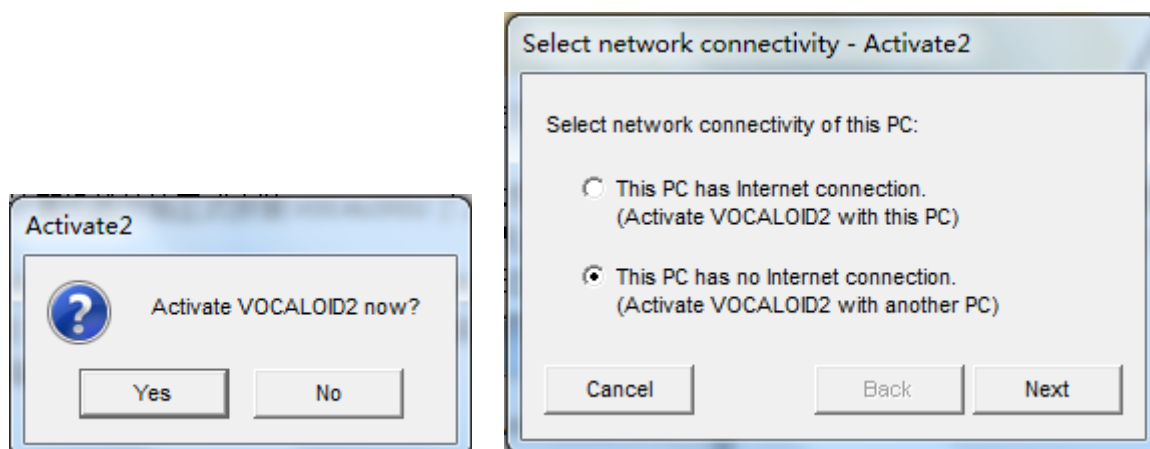 Activate2
Activate VOCALOID2 now?
Yes
No
Select network connectivity - Activate2
Select network connectivity of this PC:
This PC has Internet connection.
(Activate VOCALOID2 with this PC)
This PC has no Internet connection.
(Activate VOCALOID2 with another PC)
Cancel
Back
Next